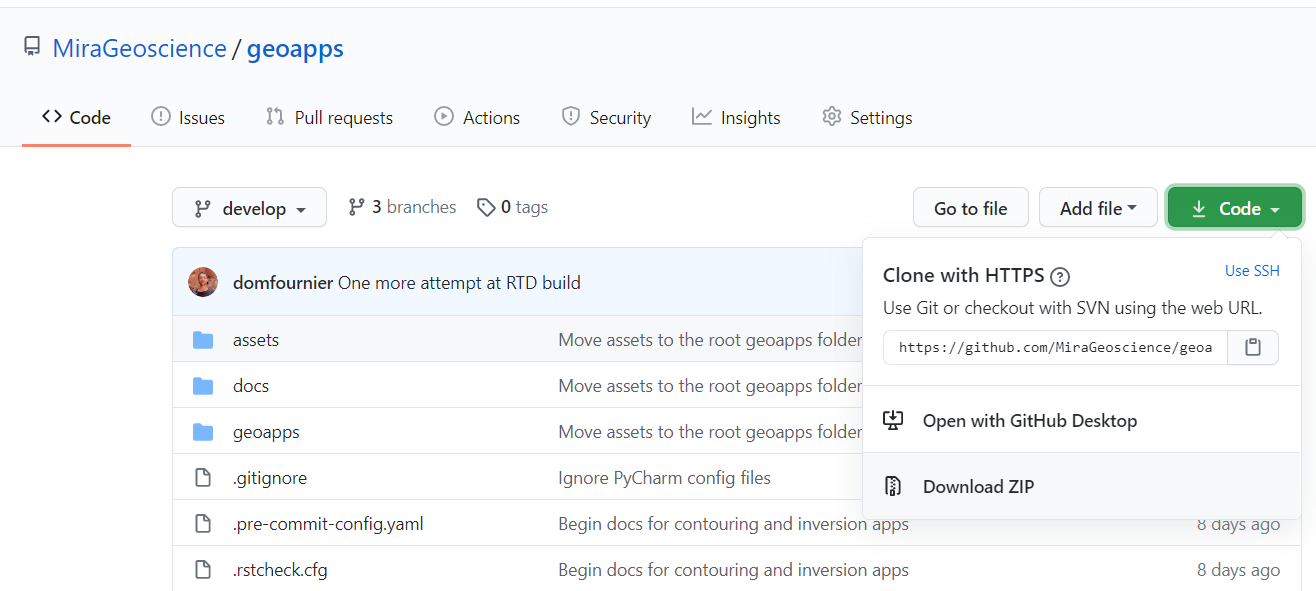 MiraGeoscience / geoapps
Code Issues Pull requests Actions Security Insights Settings
develop 3 branches 0 tags Go to file Add file Code
Clone with HTTPS ? Use SSH
Use Git or checkout with SVN using the web URL.
https://github.com/MiraGeoscience/geoa
Open with GitHub Desktop
Download ZIP
domfournier One more attempt at RTD build
assets Move assets to the root geoapps folder
docs Move assets to the root geoapps folder
geoapps Move assets to the root geoapps folder
.gitignore Ignore PyCharm config files
.pre-commit-config.yaml Begin docs for contouring and inversion apps 8 days ago
.rstcheck.cfg Begin docs for contouring and inversion apps 8 days ago